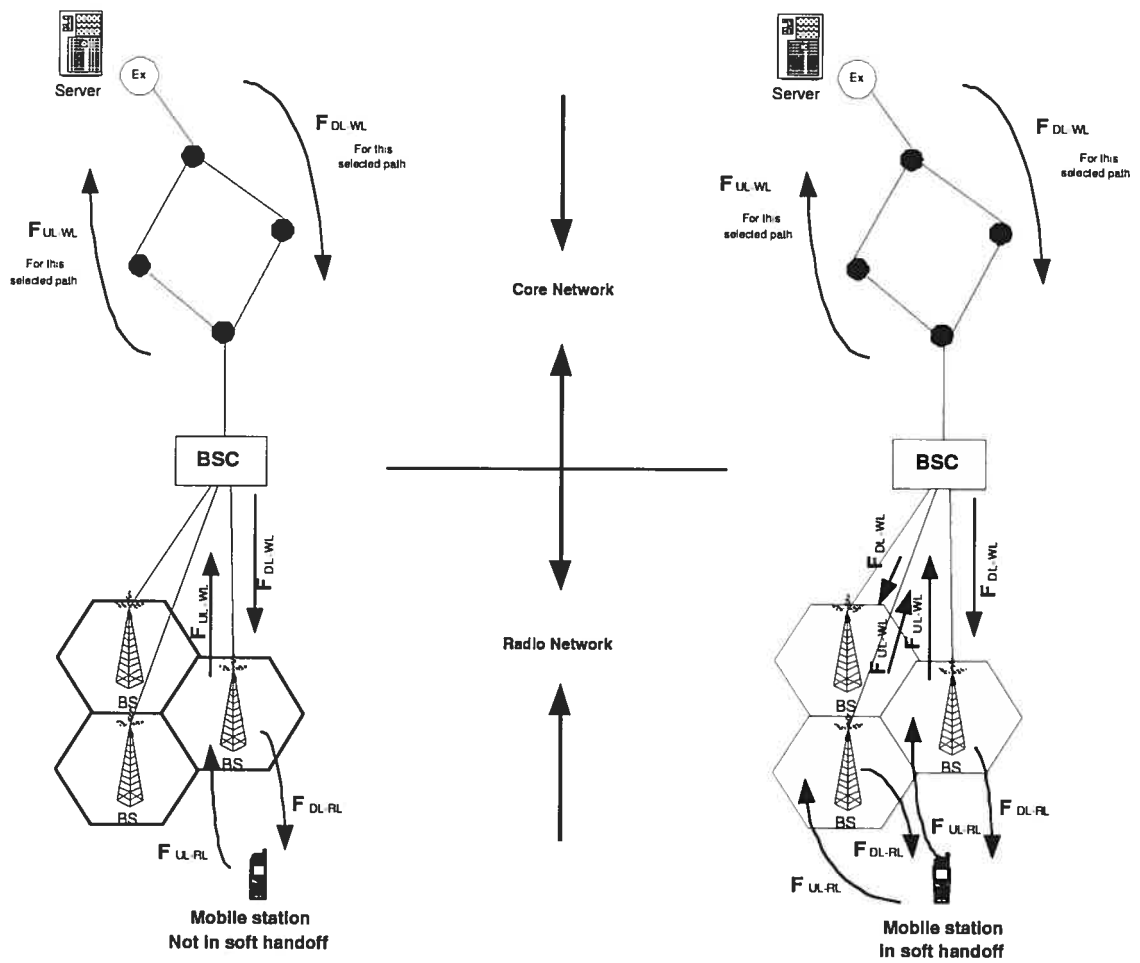 Server
Ex
F DL-WL
For this
selected path
F UL-WL
For this
selected path
BSC
F DL-WL
F UL-WL
BS
BS
BS
F DL-RL
F UL-RL
Mobile station
Not in soft handoff
Core Network
Radio Network
Server
Ex
F DL-WL
For this
selected path
F UL-WL
For this
selected path
BSC
F DL-WL
F DL-WL
F UL-WL
F UL-WL
BS
BS
BS
F DL-RL
F UL-RL
F DL-RL
F UL-RL
Mobile station
in soft handoff